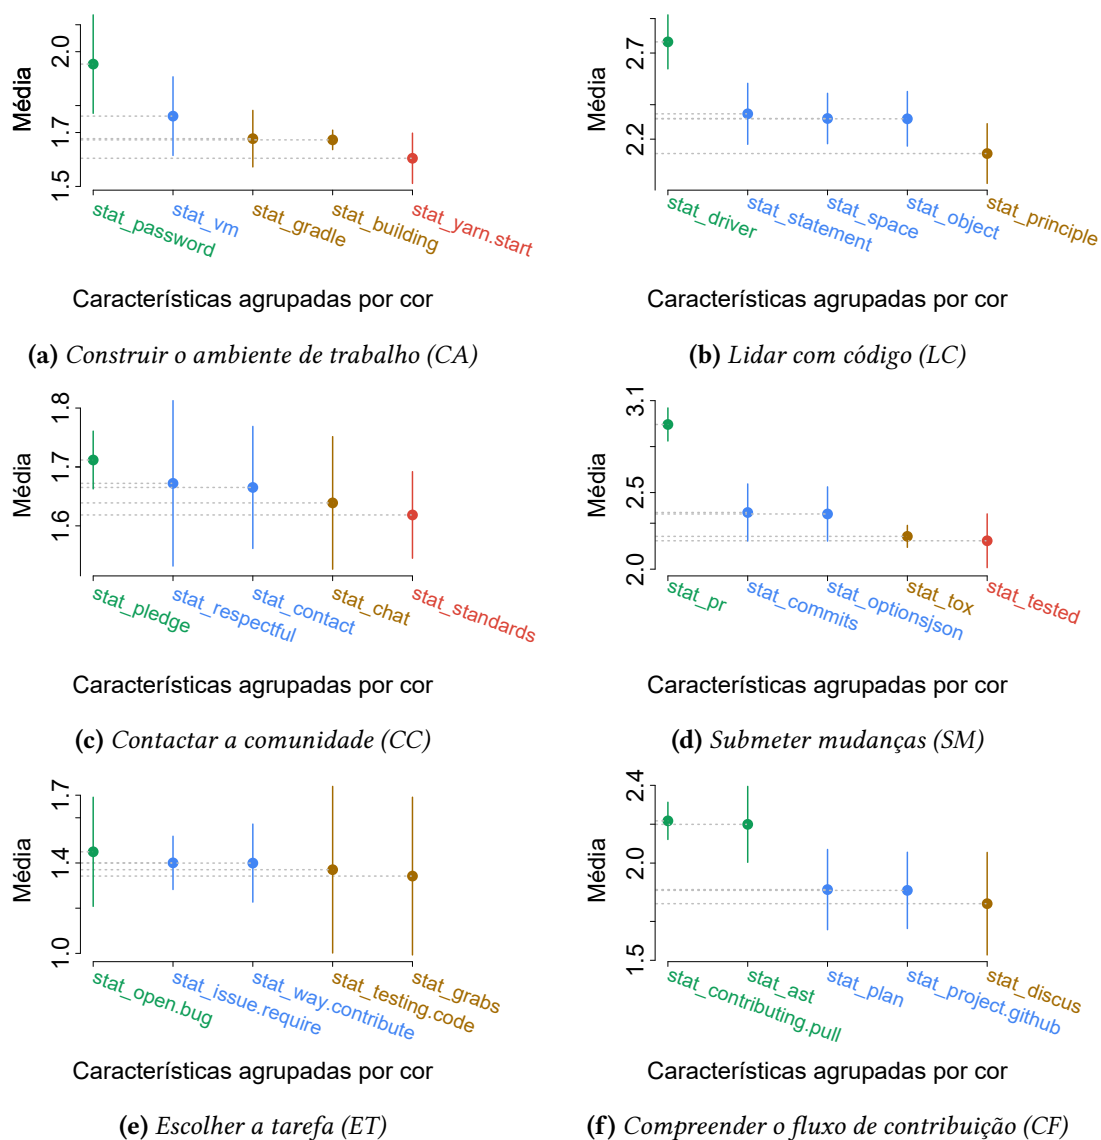 Média
2.0
1.7
1.5
stat_password
stat_vm
stat_gradle
stat_building
stat_yarn.start
Características agrupadas por cor
(a) Construir o ambiente de trabalho (CA)
Média
2.7
2.2
stat_driver
stat_statement
stat_space
stat_object
stat_principle
Características agrupadas por cor
(b) Lidar com código (LC)
Média
1.8
1.7
1.6
stat_pledge
stat_respectful
stat_contact
stat_chat
stat_standards
Características agrupadas por cor
(c) Contactar a comunidade (CC)
Média
3.1
2.5
2.0
stat_pr
stat_commits
stat_optionsjson
stat_tox
stat_tested
Características agrupadas por cor
(d) Submeter mudanças (SM)
Média
1.7
1.4
1.0
stat_open.bug
stat_issue.require
stat_way.contribute
stat_testing.code
stat_grabs
Características agrupadas por cor
(e) Escolher a tarefa (ET)
Média
2.4
2.0
1.5
stat_contributing.pull
stat_ast
stat_plan
stat_project.github
stat_discus
Características agrupadas por cor
(f) Compreender o fluxo de contribuição (CF)